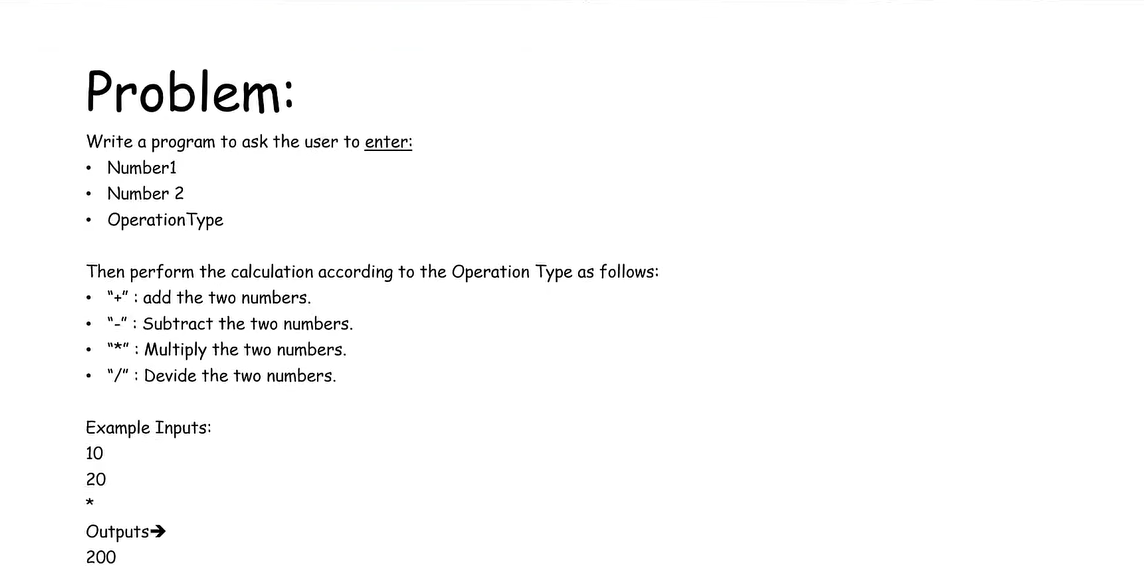 Problem:
Write a program to ask the user to enter:
• Number1
• Number 2
• OperationType
Then perform the calculation according to the Operation Type as follows:
• “+” : add the two numbers.
• “-” : Subtract the two numbers.
• “*” : Multiply the two numbers.
• “/” : Devide the two numbers.
Example Inputs:
10
20
*
Outputs➔
200